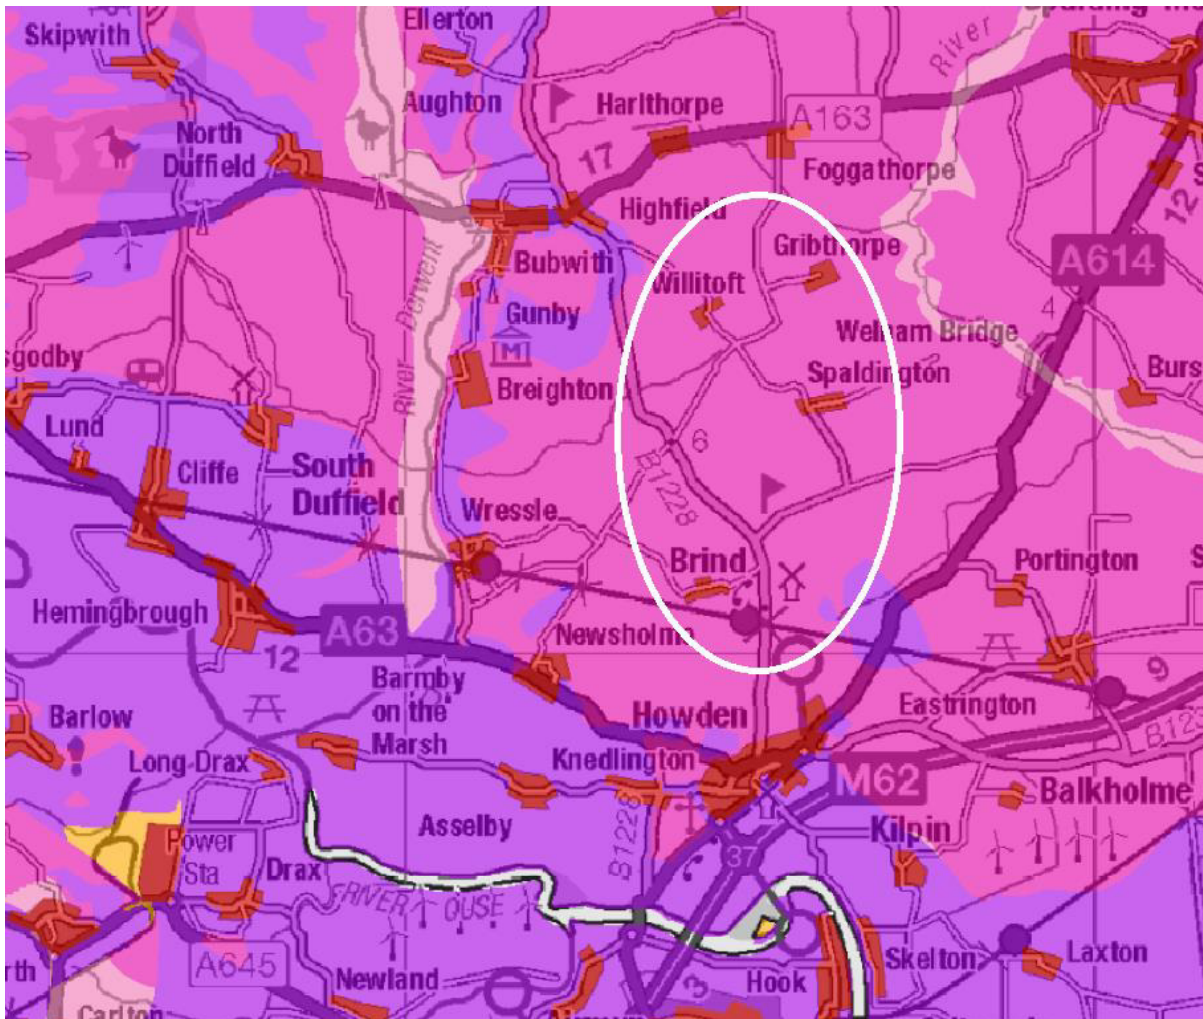 Ellerton
Skipwith
River
Aughton
Harlthorpe
A163
North
Duffield
17
Foggathorpe
12
Highfield
Gribthorpe
A614
Bubwith
Willitoft
River Derwent
Gunby
4
Welham Bridge
M
sgodby
Breighton
Spaldington
Burs
Lund
6
Cliffe
South
Duffield
B1228
Wressle
Brind
Portington
Hemingbrough
A63
Newsholme
12
Barmby
on the
Marsh
9
Eastrington
Barlow
Howden
B123
Long Drax
Knedlington
M62
Balkholme
Asselby
B1228
Kilpin
Power
Sta
Drax
37
RIVER OUSE
A645
Newland
Hook
Skelton
Laxton
rth
3
Carlton